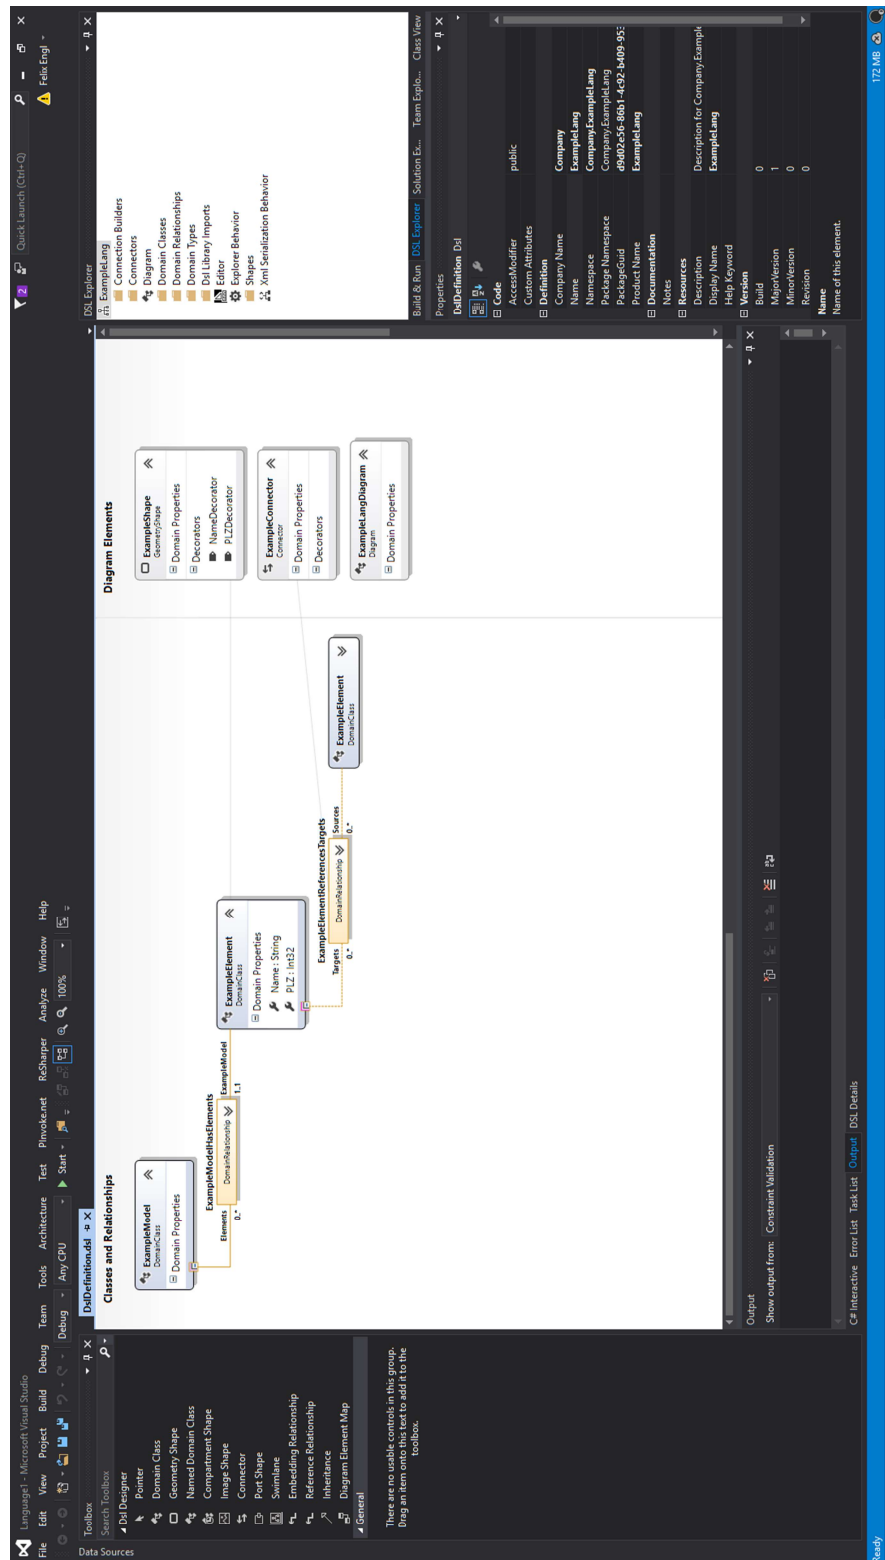 Language1 - Microsoft Visual Studio
2
Quick Launch (Ctrl+Q)
File Edit View Project Build Debug Team Tools Architecture Test PInvoke.net ReSharper Analyze Window Help
Felix Engl
Debug Any CPU Start 100%
Data Sources
Toolbox
Search Toolbox
Dsl Designer
Pointer
Domain Class
Geometry Shape
Named Domain Class
Compartment Shape
Image Shape
Connector
Port Shape
Swimlane
Embedding Relationship
Reference Relationship
Inheritance
Diagram Element Map
General
There are no usable controls in this group.
Drag an item onto this text to add it to the
toolbox.
DslDefinition.dsl
Classes and Relationships
Diagram Elements
ExampleModel
DomainClass
Domain Properties
ExampleModelHasElements
Elements
0..*
DomainRelationship
ExampleModel
1..1
ExampleElement
DomainClass
Domain Properties
Name : String
PLZ : Int32
ExampleElementReferencesTargets
Targets
0..*
DomainRelationship
Sources
0..*
ExampleElement
DomainClass
ExampleShape
GeometryShape
Domain Properties
Decorators
NameDecorator
PLZDecorator
ExampleConnector
Connector
Domain Properties
Decorators
ExampleLangDiagram
Diagram
Domain Properties
Output
Show output from: Constraint Validation
C# Interactive Error List Task List Output DSL Details
DSL Explorer
ExampleLang
Connection Builders
Connectors
Diagram
Domain Classes
Domain Relationships
Domain Types
Dsl Library Imports
Editor
Explorer Behavior
Shapes
Xml Serialization Behavior
Build & Run DSL Explorer Solution Ex... Team Explo... Class View
Properties
DslDefinition Dsl
Code
AccessModifier public
Custom Attributes
Definition
Company Name Company
Name ExampleLang
Namespace Company.ExampleLang
Package Namespace Company.ExampleLang
PackageGuid d9d02e56-86b1-4c92-b409-953
Product Name ExampleLang
Documentation
Notes
Resources
Description Description for Company.Example
Display Name ExampleLang
Help Keyword
Version
Build 0
MajorVersion 1
MinorVersion 0
Revision 0
Name
Name of this element.
Ready
172 MB